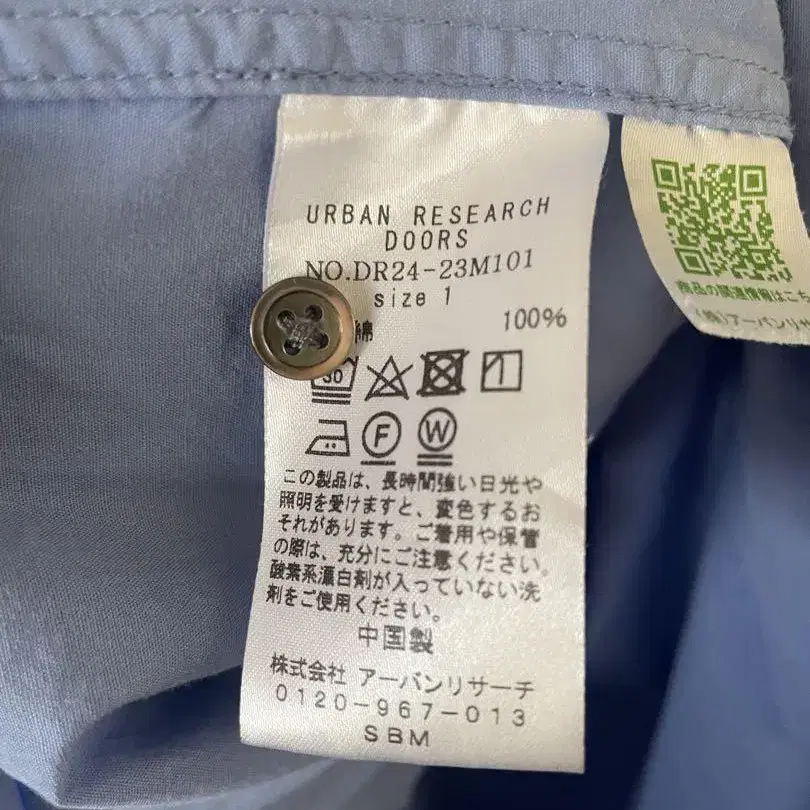 URBAN RESEARCH
DOORS
NO.DR24-23M101
size 1
綿 100%
30
F W
この製品は、長時間強い日光や
照明を受けますと、変色するお
それがあります。ご着用や保管
の際は、充分にご注意ください。
酸素系漂白剤が入っていない洗
剤をご使用ください。
中国製
株式会社 アーバンリサーチ
0120-967-013
SBM
商品の関連情報はこち
(株)アーバンリサ